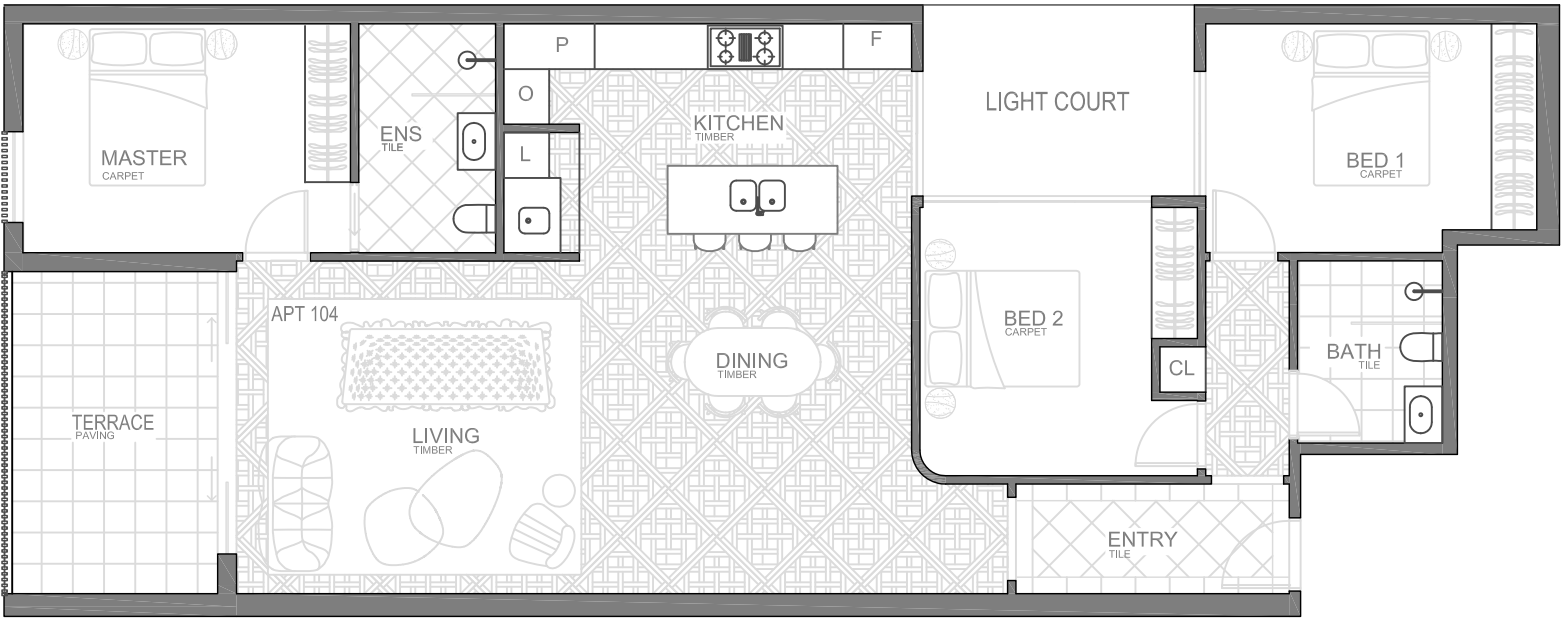 P
F
O
LIGHT COURT
KITCHEN
TIMBER
ENS
TILE
L
MASTER
CARPET
BED 1
CARPET
APT 104
BED 2
CARPET
DINING
TIMBER
BATH
TILE
CL
TERRACE
PAVING
LIVING
TIMBER
ENTRY
TILE